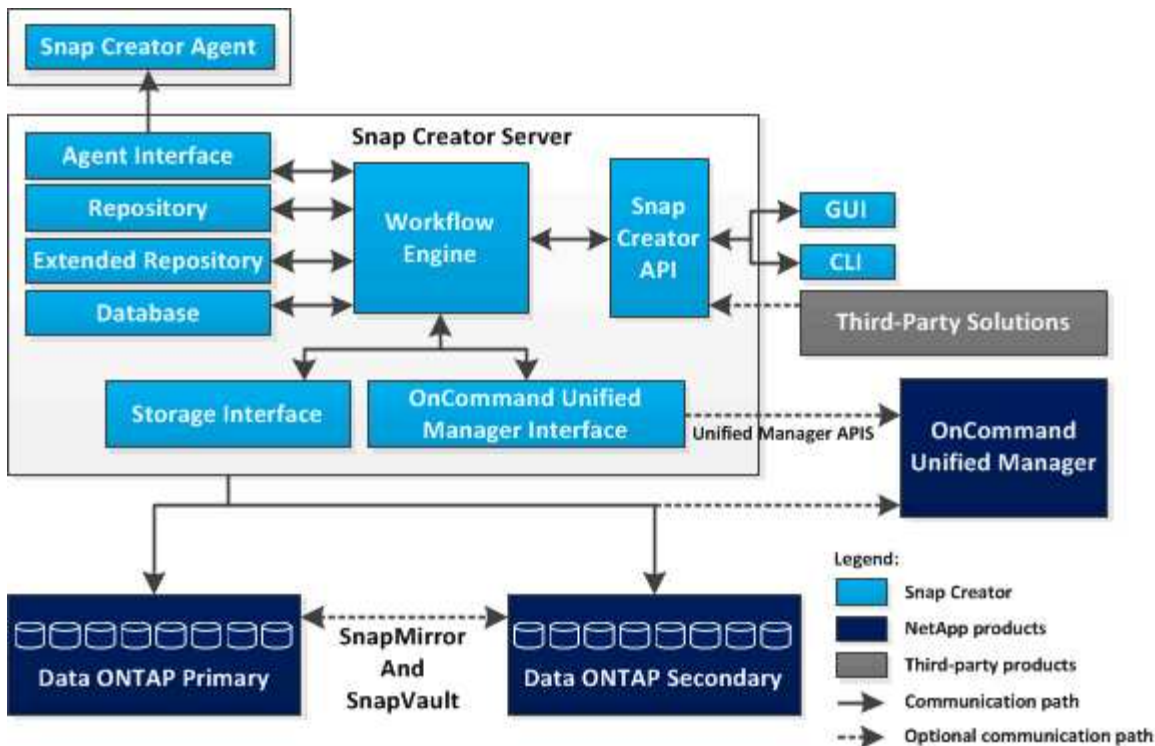 Snap Creator Agent
Snap Creator Server
Agent Interface
Repository
Extended Repository
Database
Workflow
Engine
Snap
Creator
API
GUI
CLI
Third-Party Solutions
Storage Interface
OnCommand Unified
Manager Interface
Unified Manager APIS
OnCommand
Unified Manager
Data ONTAP Primary
SnapMirror
And
SnapVault
Data ONTAP Secondary
Legend:
Snap Creator
NetApp products
Third-party products
Communication path
Optional communication path